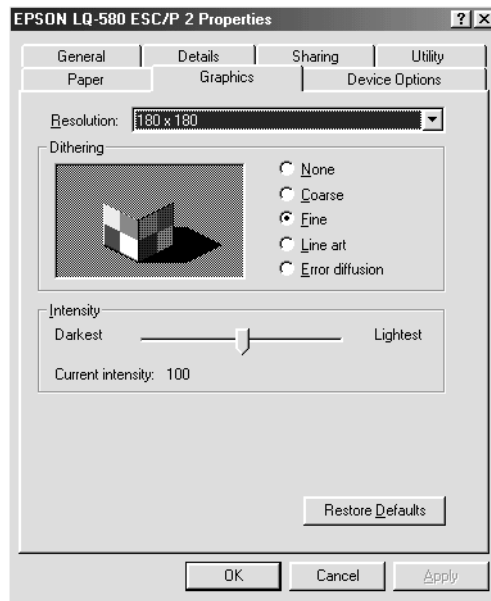 EPSON LQ-580 ESC/P 2 Properties ? ×
General Details Sharing Utility
Paper Graphics Device Options
Resolution: 180 x 180
Dithering
None
Coarse
Fine
Line art
Error diffusion
Intensity
Darkest Lightest
Current intensity: 100
Restore Defaults
OK Cancel Apply